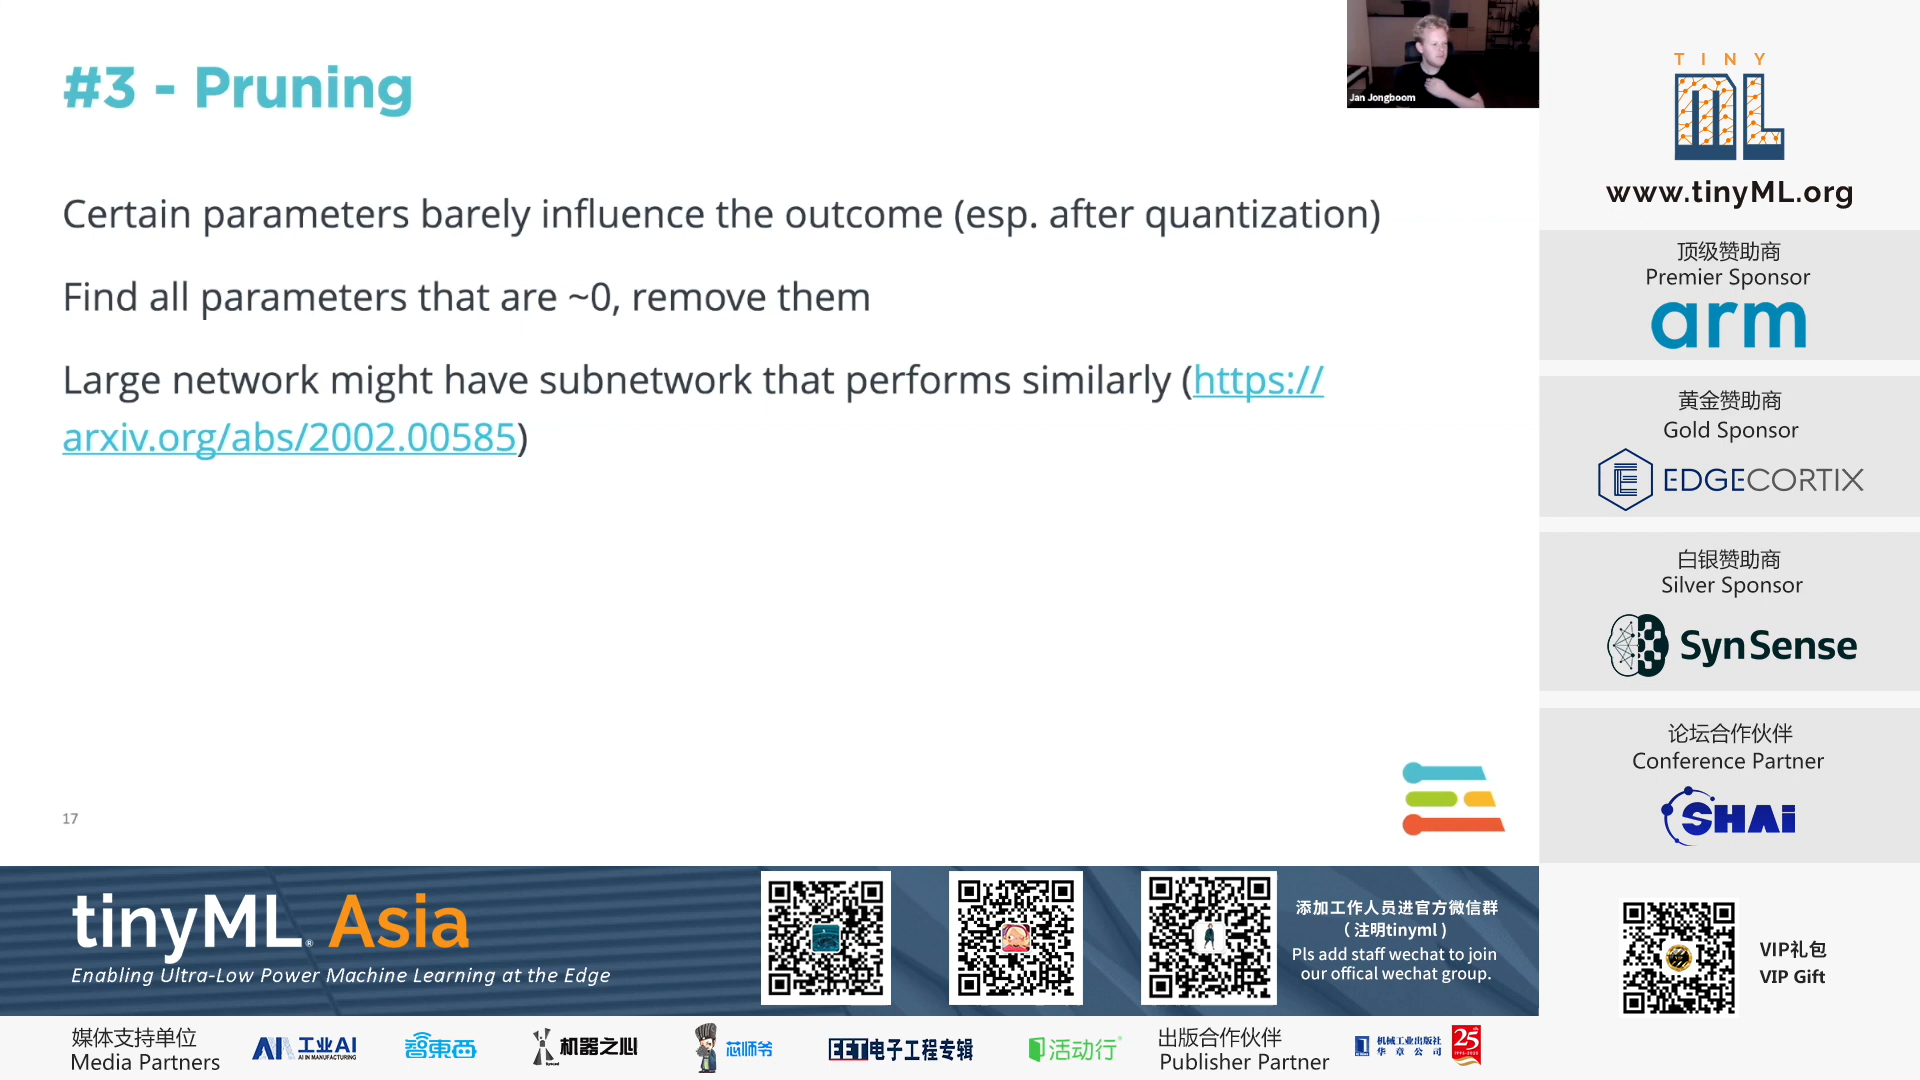 #3 - Pruning
Certain parameters barely influence the outcome (esp. after quantization)
Find all parameters that are ~0, remove them
Large network might have subnetwork that performs similarly (https://
arxiv.org/abs/2002.00585)
17
Jan Jongboom
TINY
ML
www.tinyML.org
顶级赞助商
Premier Sponsor
arm
黄金赞助商
Gold Sponsor
EDGECORTIX
白银赞助商
Silver Sponsor
SynSense
论坛合作伙伴
Conference Partner
SHAi
tinyML® Asia
Enabling Ultra-Low Power Machine Learning at the Edge
添加工作人员进官方微信群
(注明tinyml)
Pls add staff wechat to join
our offical wechat group.
VIP礼包
VIP Gift
媒体支持单位
Media Partners
工业AI
AI IN MANUFACTURING
智東西
机器之心
Synced
芯师爷
EET电子工程专辑
活动行
出版合作伙伴
Publisher Partner
机械工业出版社
华章公司
25